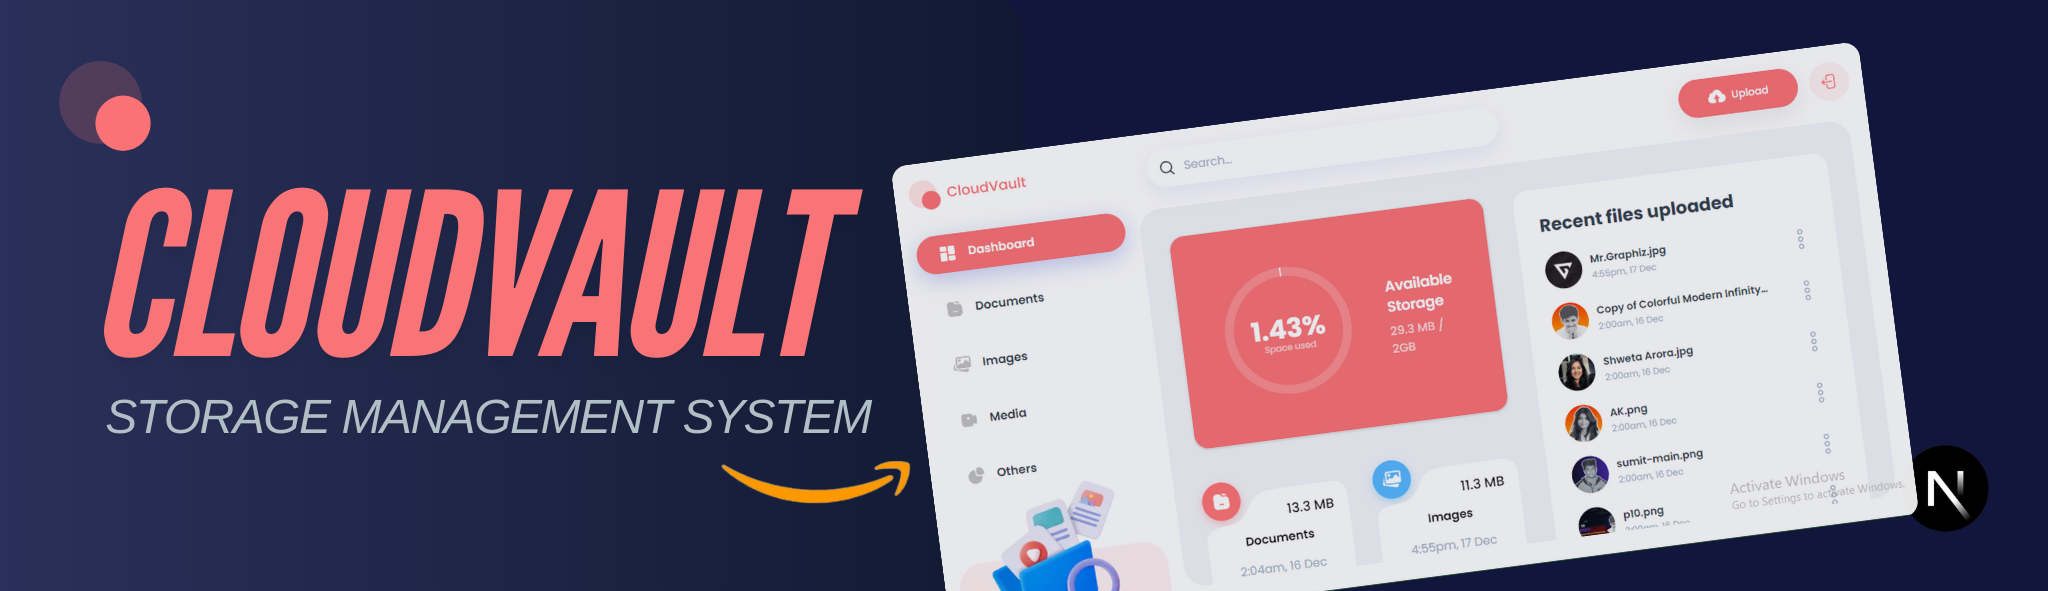 CLOUDVAULT
STORAGE MANAGEMENT SYSTEM
CloudVault
Search...
Upload
Dashboard
Documents
Images
Media
Others
1.43%
Space used
Available
Storage
29.3 MB /
2GB
13.3 MB
Documents
2:04am, 16 Dec
11.3 MB
Images
4:55pm, 17 Dec
Recent files uploaded
Mr.Graphiz.jpg
4:55pm, 17 Dec
Copy of Colorful Modern Infinity...
2:00am, 16 Dec
Shweta Arora.jpg
2:00am, 16 Dec
AK.png
2:00am, 16 Dec
sumit-main.png
2:00am, 16 Dec
p10.png
2:00am, 16 Dec
Activate Windows
Go to Settings to activate Windows.
N